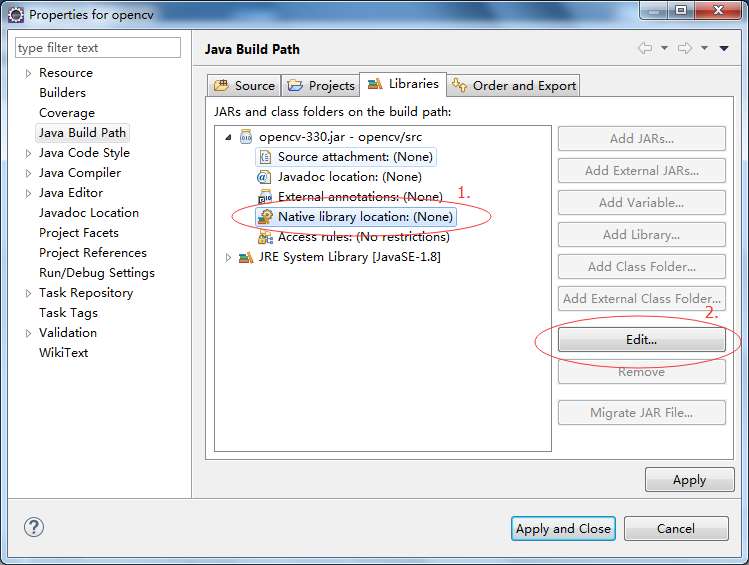 Properties for opencv
type filter text
Resource
Builders
Coverage
Java Build Path
Java Code Style
Java Compiler
Java Editor
Javadoc Location
Project Facets
Project References
Run/Debug Settings
Task Repository
Task Tags
Validation
WikiText
Java Build Path
Source
Projects
Libraries
Order and Export
JARs and class folders on the build path:
opencv-330.jar - opencv/src
Source attachment: (None)
Javadoc location: (None)
External annotations: (None)
1.
Native library location: (None)
Access rules: (No restrictions)
JRE System Library [JavaSE-1.8]
Add JARs...
Add External JARs...
Add Variable...
Add Library...
Add Class Folder...
Add External Class Folder...
2.
Edit...
Remove
Migrate JAR File...
Apply
Apply and Close
Cancel